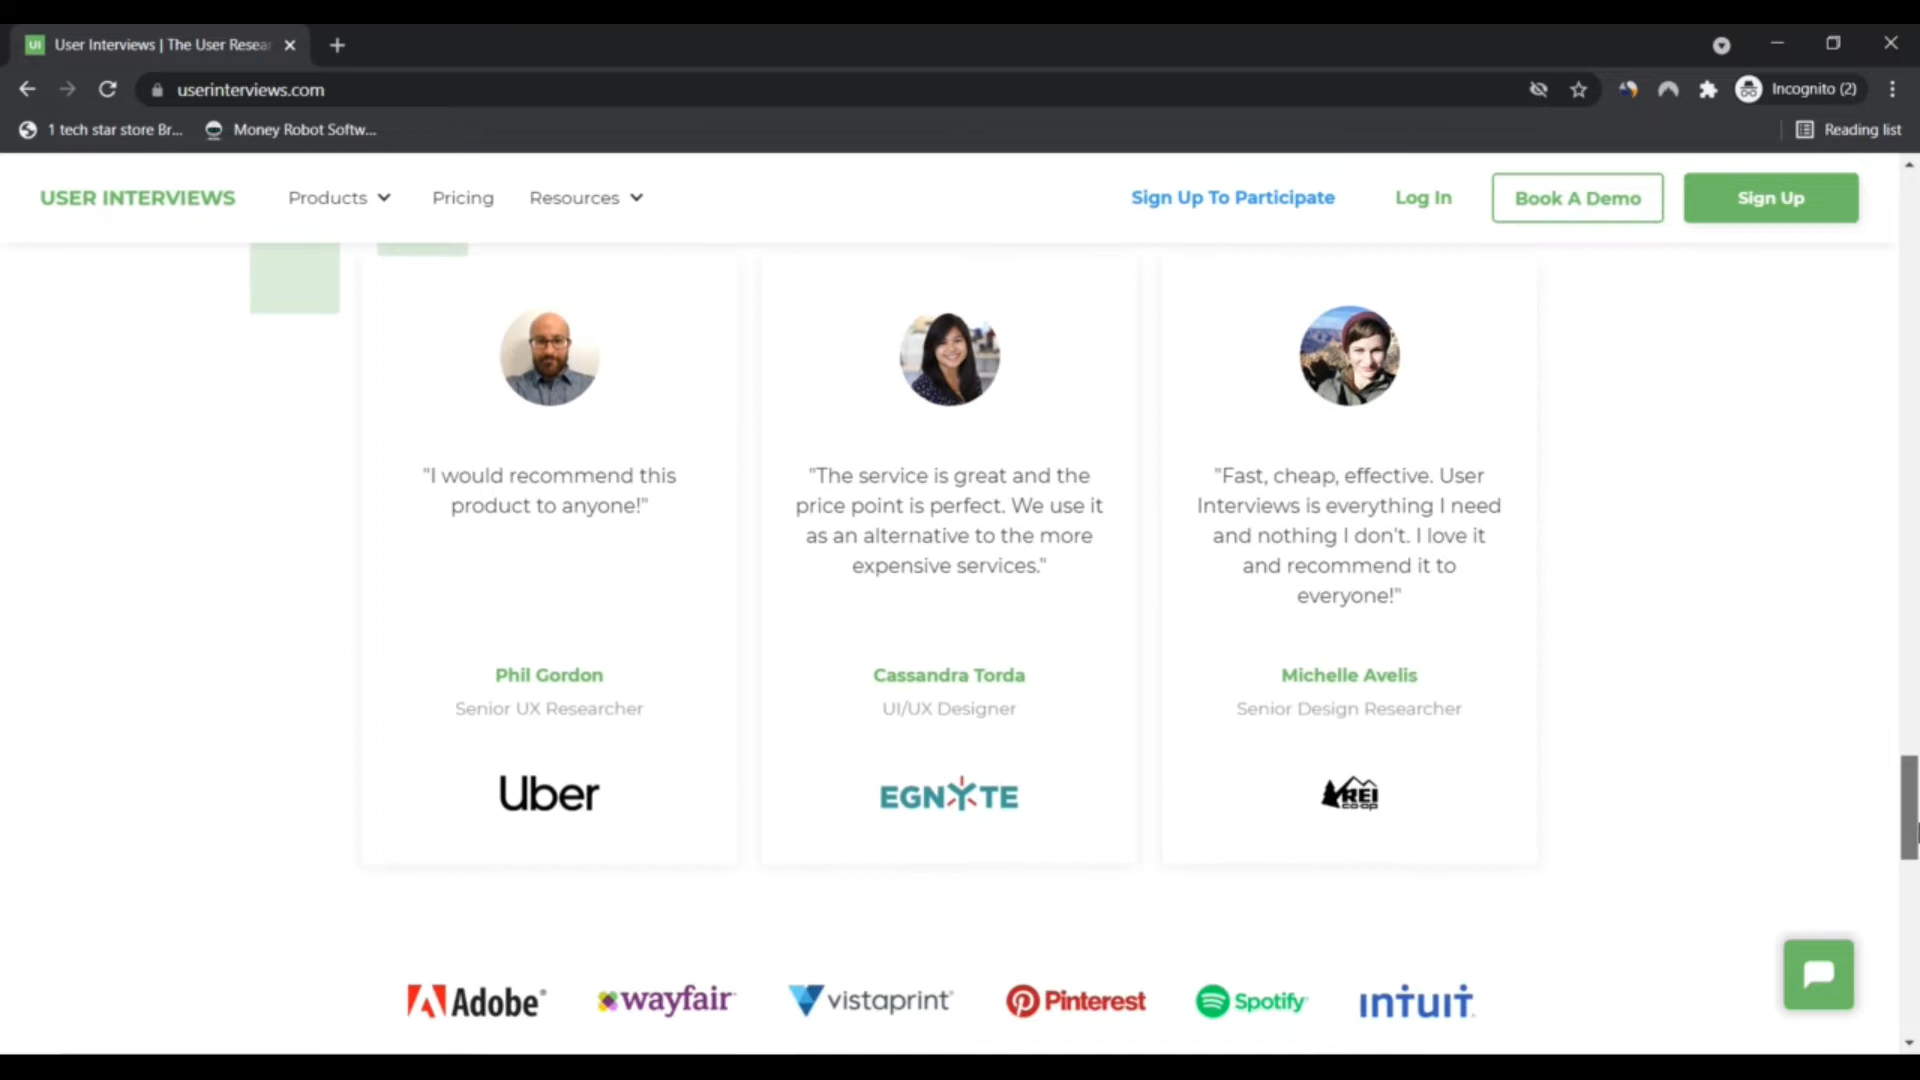 UI User Interviews | The User Resear
userinterviews.com
Incognito (2)
1 tech star store Br...
Money Robot Softw...
Reading list
USER INTERVIEWS
Products
Pricing
Resources
Sign Up To Participate
Log In
Book A Demo
Sign Up
"I would recommend this
product to anyone!"
Phil Gordon
Senior UX Researcher
Uber
"The service is great and the
price point is perfect. We use it
as an alternative to the more
expensive services."
Cassandra Torda
UI/UX Designer
EGNYTE
"Fast, cheap, effective. User
Interviews is everything I need
and nothing I don't. I love it
and recommend it to
everyone!"
Michelle Avelis
Senior Design Researcher
REI
co-op
Adobe
wayfair
vistaprint
Pinterest
Spotify
intuit